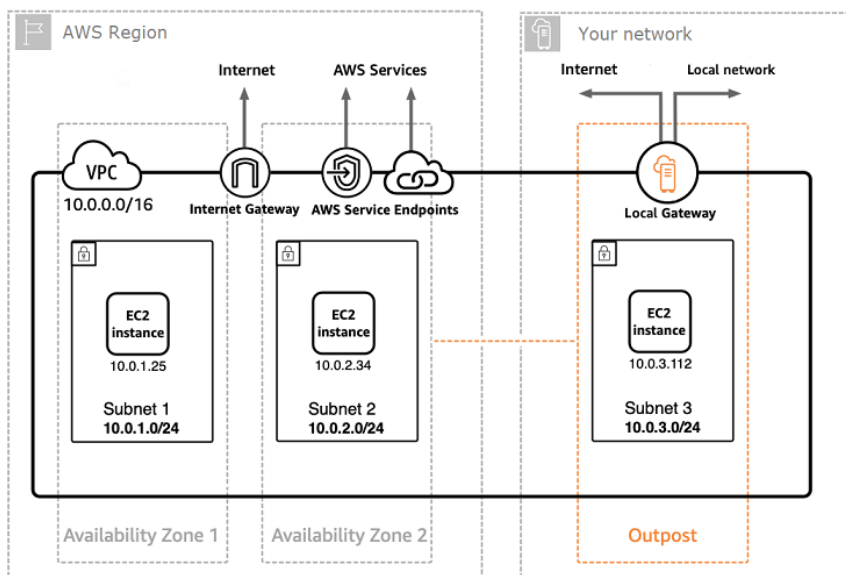 AWS Region
Your network
Internet
AWS Services
Internet
Local network
VPC
10.0.0.0/16
Internet Gateway
AWS Service Endpoints
Local Gateway
EC2
instance
10.0.1.25
Subnet 1
10.0.1.0/24
EC2
instance
10.0.2.34
Subnet 2
10.0.2.0/24
EC2
instance
10.0.3.112
Subnet 3
10.0.3.0/24
Availability Zone 1
Availability Zone 2
Outpost